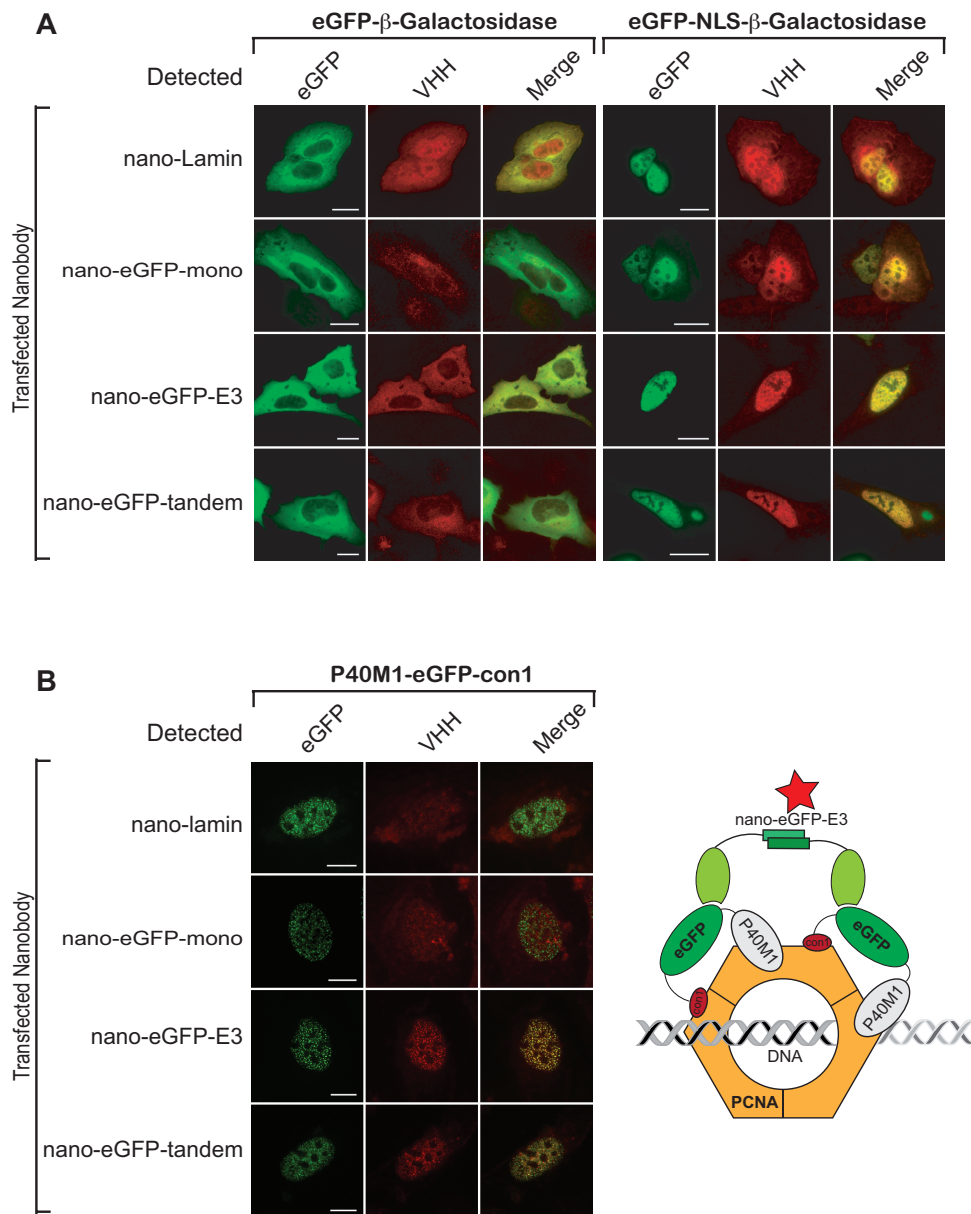 A
eGFP-β-Galactosidase
eGFP-NLS-β-Galactosidase
Detected
eGFP
VHH
Merge
eGFP
VHH
Merge
Transfected Nanobody
nano-Lamin
nano-eGFP-mono
nano-eGFP-E3
nano-eGFP-tandem
B
P40M1-eGFP-con1
Detected
eGFP
VHH
Merge
Transfected Nanobody
nano-lamin
nano-eGFP-mono
nano-eGFP-E3
nano-eGFP-tandem
nano-eGFP-E3
eGFP
P40M1
con1
eGFP
con1
P40M1
DNA
PCNA